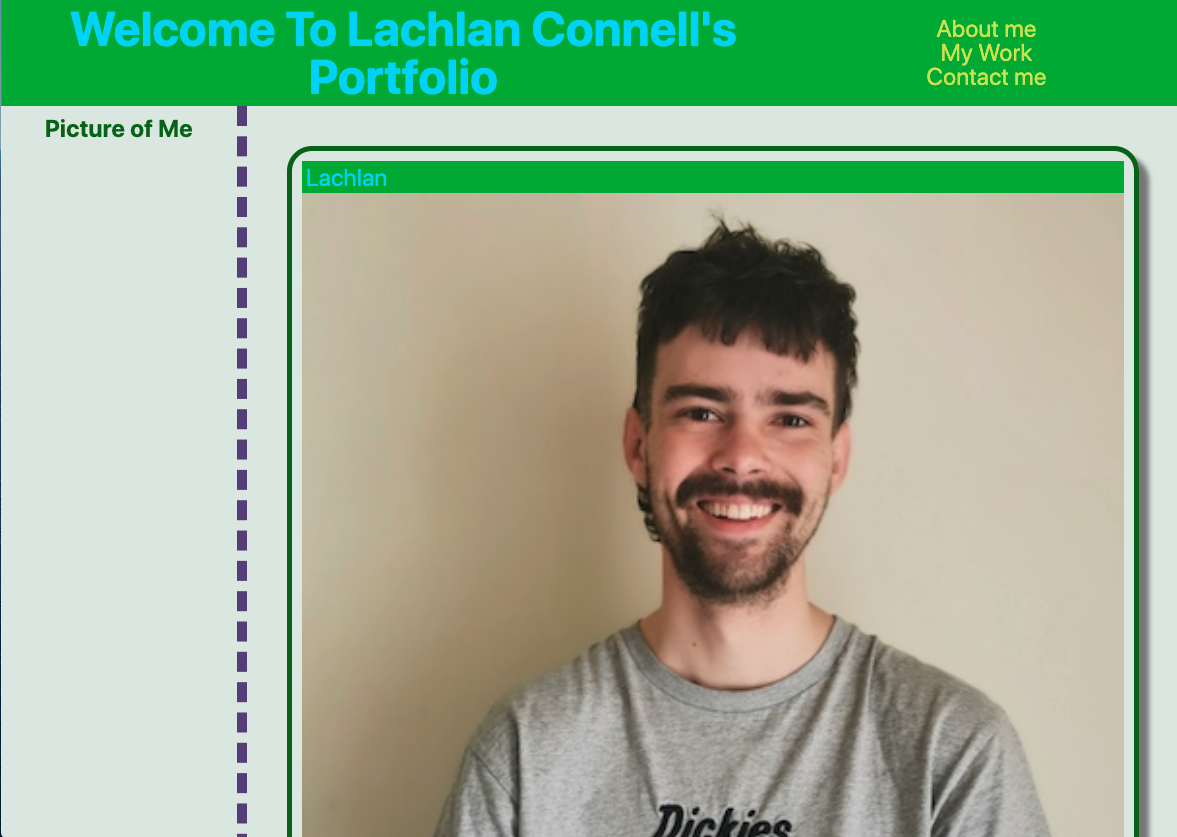 Welcome To Lachlan Connell's
Portfolio
About me
My Work
Contact me
Picture of Me
Lachlan
Dickies